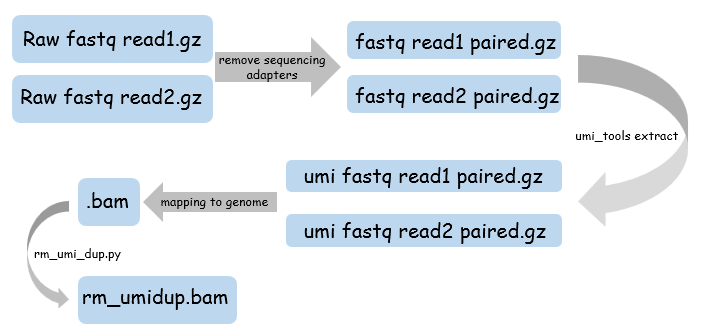 Raw fastq read1.gz
Raw fastq read2.gz
remove sequencing
adapters
fastq read1 paired.gz
fastq read2 paired.gz
umi_tools extract
umi fastq read1 paired.gz
umi fastq read2 paired.gz
mapping to genome
.bam
rm_umi_dup.py
rm_umidup.bam